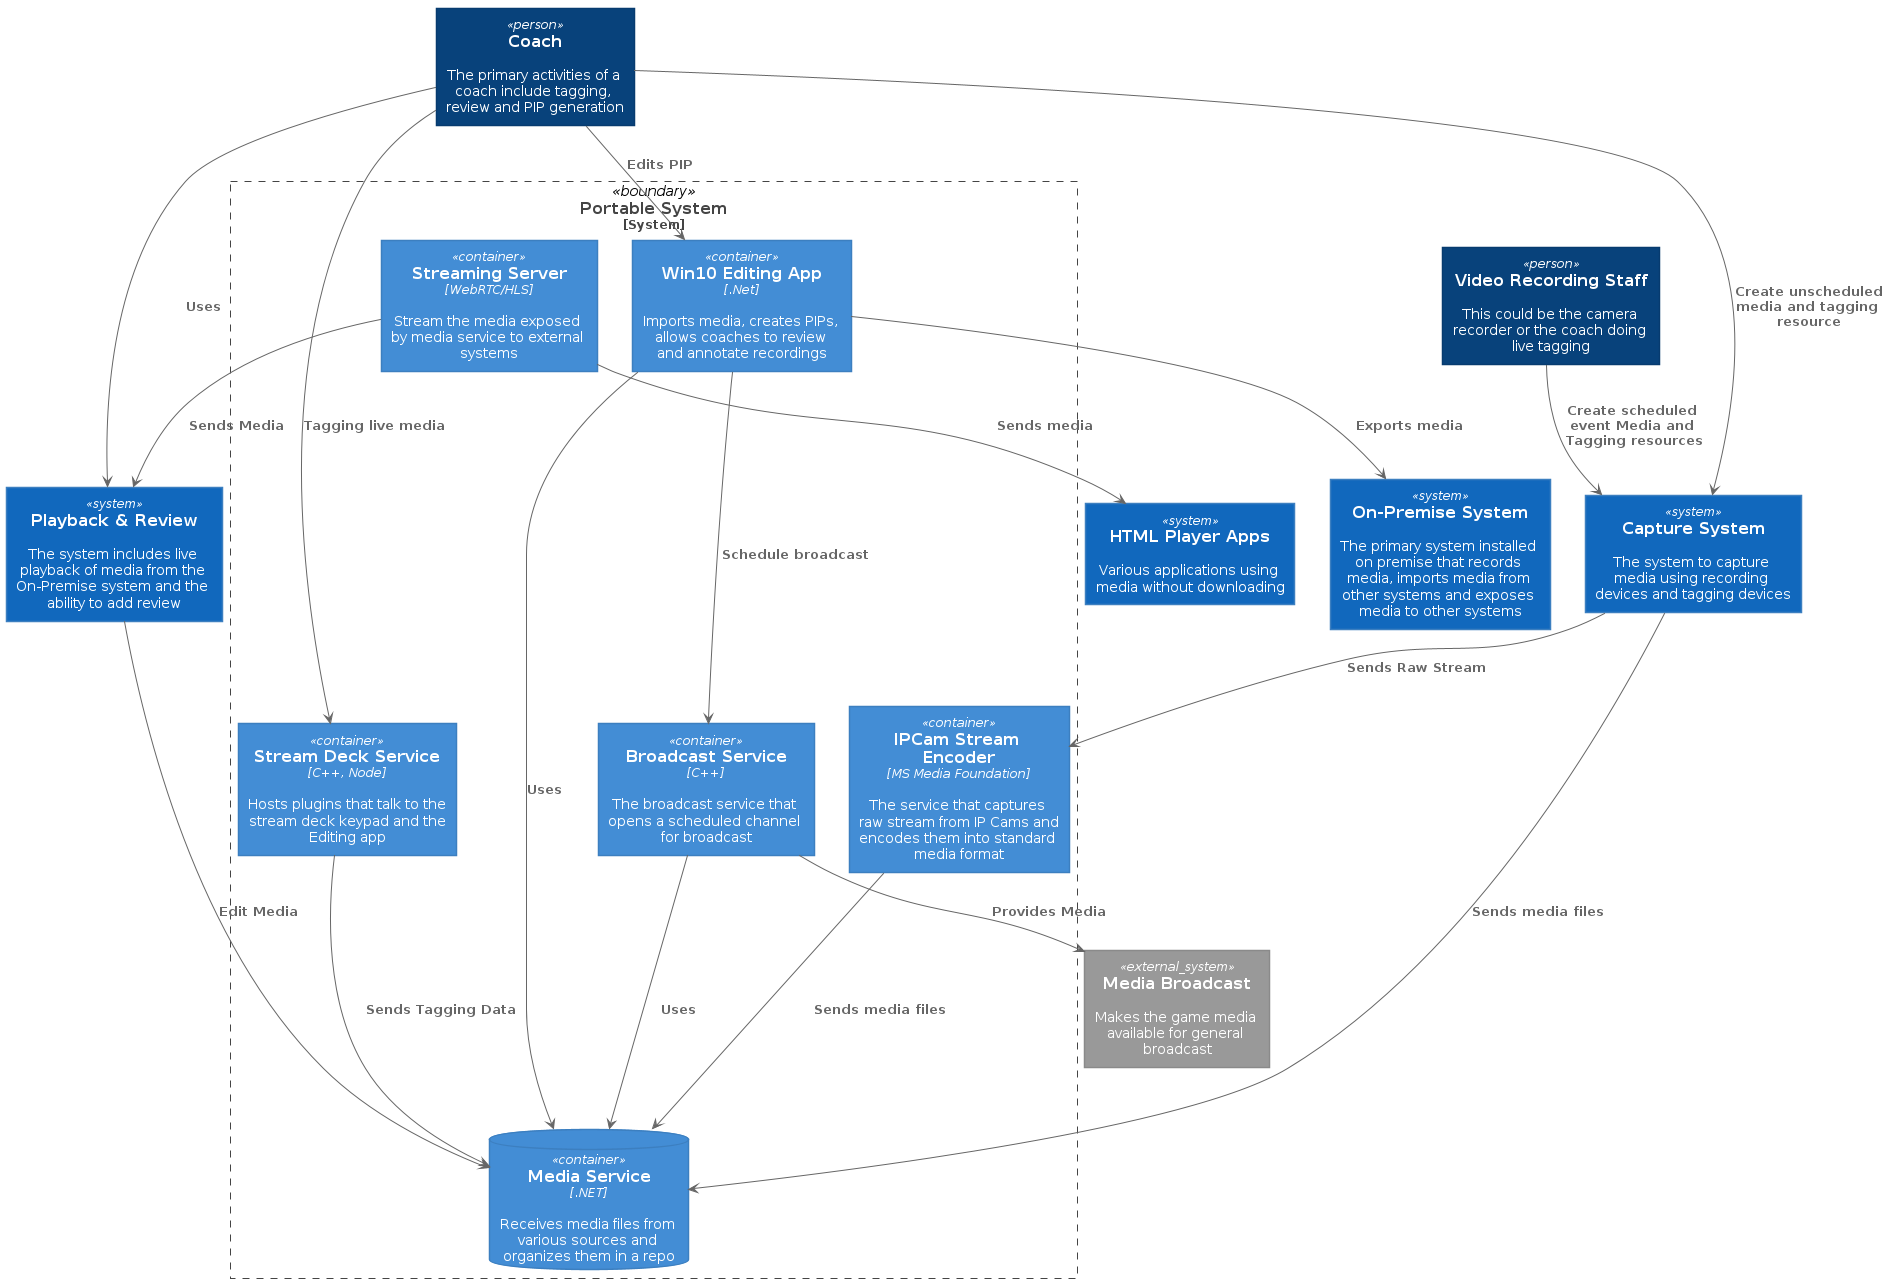 «person»
Coach
The primary activities of a
coach include tagging,
review and PIP generation
Edits PIP
«boundary»
Portable System
[System]
«container»
Streaming Server
[WebRTC/HLS]
Stream the media exposed
by media service to external
systems
«container»
Win10 Editing App
[.Net]
Imports media, creates PIPs,
allows coaches to review
and annotate recordings
«person»
Video Recording Staff
This could be the camera
recorder or the coach doing
live tagging
Uses
Create unscheduled
media and tagging
resource
Sends Media
Tagging live media
Sends media
Exports media
Create scheduled
event Media and
Tagging resources
«system»
Playback & Review
The system includes live
playback of media from the
On-Premise system and the
ability to add review
Schedule broadcast
«system»
HTML Player Apps
Various applications using
media without downloading
«system»
On-Premise System
The primary system installed
on premise that records
media, imports media from
other systems and exposes
media to other systems
«system»
Capture System
The system to capture
media using recording
devices and tagging devices
Sends Raw Stream
«container»
Stream Deck Service
[C++, Node]
Hosts plugins that talk to the
stream deck keypad and the
Editing app
Uses
«container»
Broadcast Service
[C++]
The broadcast service that
opens a scheduled channel
for broadcast
«container»
IPCam Stream
Encoder
[MS Media Foundation]
The service that captures
raw stream from IP Cams and
encodes them into standard
media format
Edit Media
Provides Media
Sends media files
«external_system»
Media Broadcast
Makes the game media
available for general
broadcast
Sends Tagging Data
Uses
Sends media files
«container»
Media Service
[.NET]
Receives media files from
various sources and
organizes them in a repo